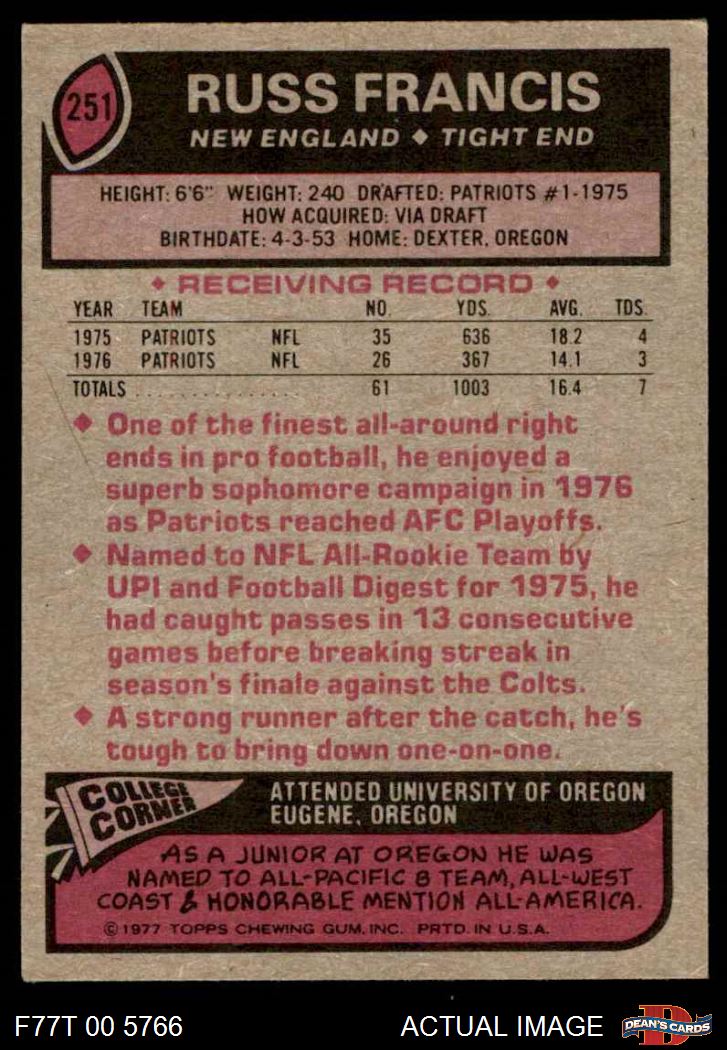 251
RUSS FRANCIS
NEW ENGLAND ◆ TIGHT END
HEIGHT: 6'6" WEIGHT: 240 DRAFTED: PATRIOTS #1-1975
HOW ACQUIRED: VIA DRAFT
BIRTHDATE: 4-3-53 HOME: DEXTER, OREGON
◆ RECEIVING RECORD ◆
YEAR TEAM NO. YDS. AVG. TDS.
1975 PATRIOTS NFL 35 636 18.2 4
1976 PATRIOTS NFL 26 367 14.1 3
TOTALS . . . . . . . . . . . . . . . 61 1003 16.4 7
◆ One of the finest all-around right
ends in pro football, he enjoyed a
superb sophomore campaign in 1976
as Patriots reached AFC Playoffs.
◆ Named to NFL All-Rookie Team by
UPI and Football Digest for 1975, he
had caught passes in 13 consecutive
games before breaking streak in
season's finale against the Colts.
◆ A strong runner after the catch, he's
tough to bring down one-on-one.
COLLEGE
CORNER
ATTENDED UNIVERSITY OF OREGON
EUGENE, OREGON
AS A JUNIOR AT OREGON HE WAS
NAMED TO ALL-PACIFIC 8 TEAM, ALL-WEST
COAST & HONORABLE MENTION ALL-AMERICA.
© 1977 TOPPS CHEWING GUM, INC. PRTD. IN U.S.A.
F77T 00 5766
ACTUAL IMAGE
D
DEAN'S CARDS